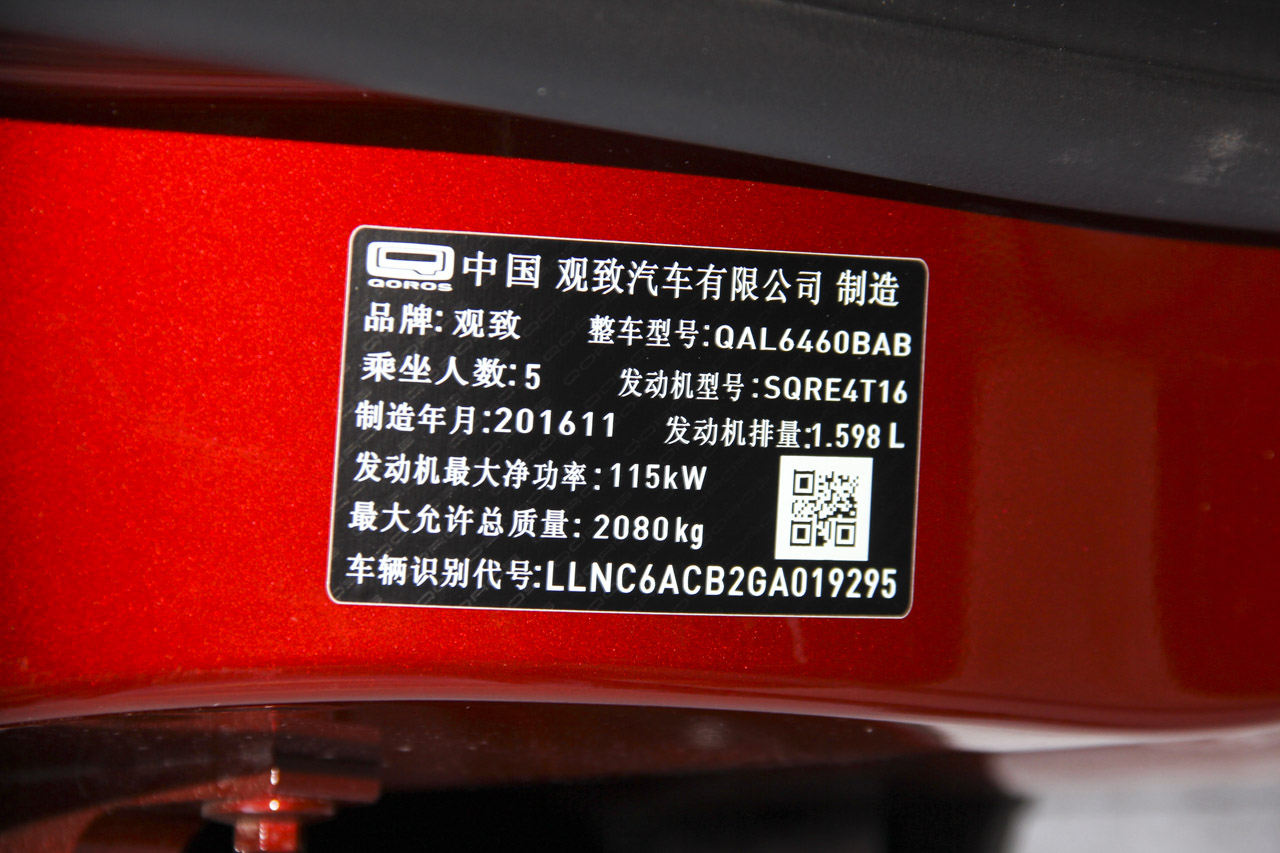 QOROS 中国 观致汽车有限公司 制造
品牌: 观致 整车型号:QAL6460BAB
乘坐人数:5 发动机型号:SQRE4T16
制造年月:201611 发动机排量:1.598 L
发动机最大净功率:115kW
最大允许总质量: 2080kg
车辆识别代号:LLNC6ACB2GA019295